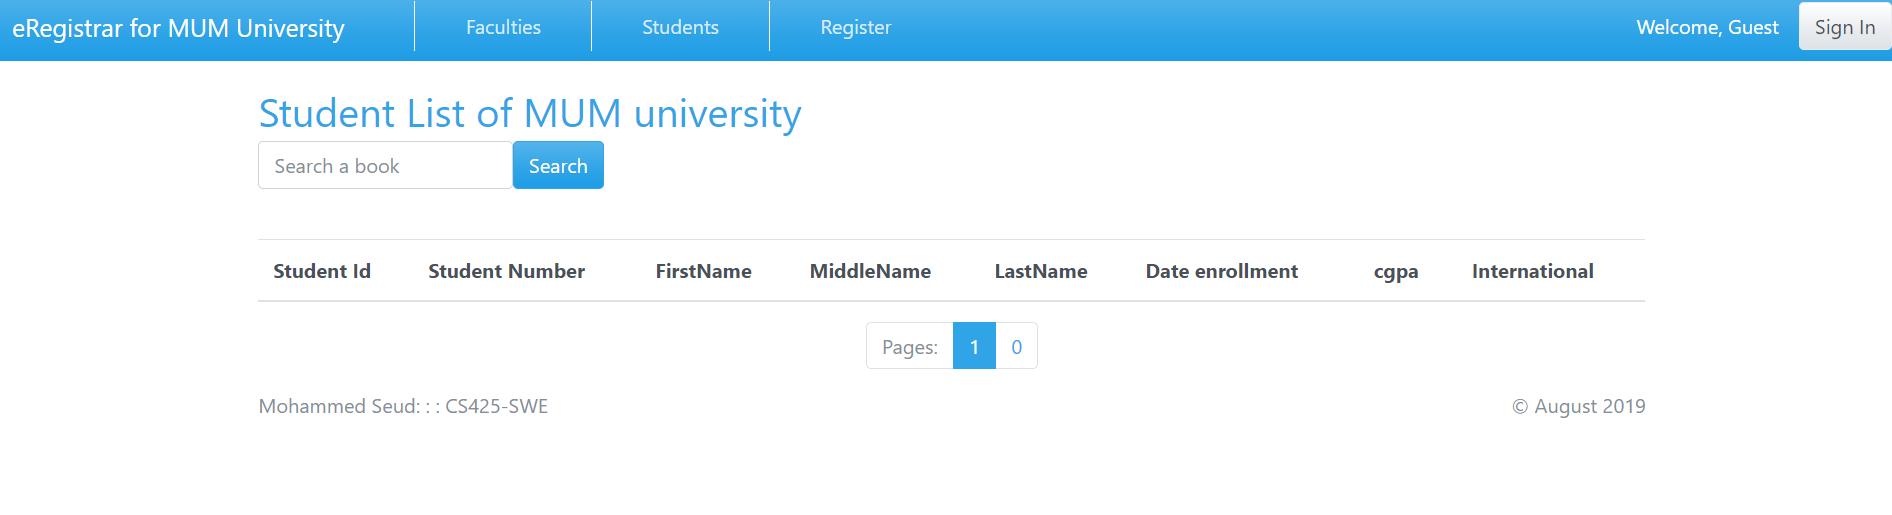 eRegistrar for MUM University Faculties Students Register Welcome, Guest Sign In
Student List of MUM university
Search a book Search
Student Id Student Number FirstName MiddleName LastName Date enrollment cgpa International
Pages: 1 0
Mohammed Seud: : : CS425-SWE © August 2019